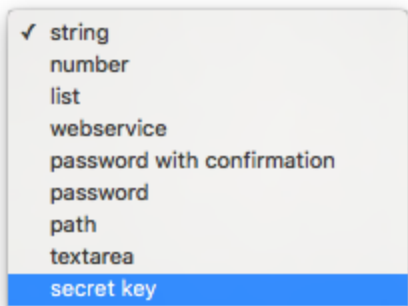 ✓ string
number
list
webservice
password with confirmation
password
path
textarea
secret key